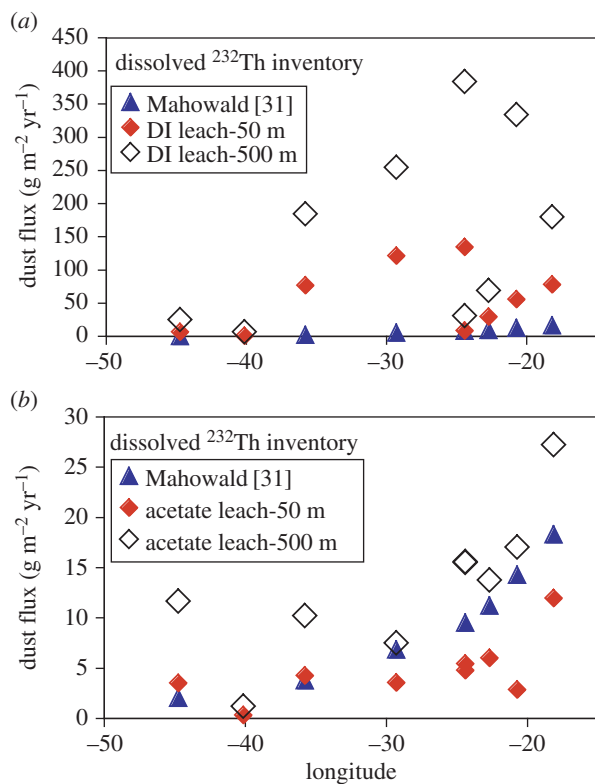 (a)
450
400
350
300
250
200
150
100
50
0
dust flux (g m⁻² yr⁻¹)
dissolved ²³²Th inventory
Mahowald [31]
DI leach-50 m
DI leach-500 m
−50
−40
−30
−20
(b)
30
25
20
15
10
5
0
dust flux (g m⁻² yr⁻¹)
dissolved ²³²Th inventory
Mahowald [31]
acetate leach-50 m
acetate leach-500 m
−50
−40
−30
−20
longitude